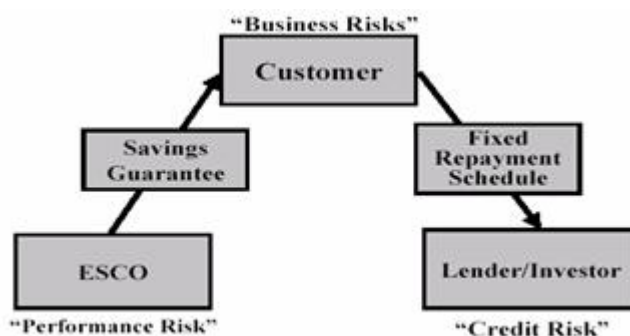 “Business Risks”
Customer
Savings
Guarantee
Fixed
Repayment
Schedule
ESCO
Lender/Investor
“Performance Risk”
“Credit Risk”